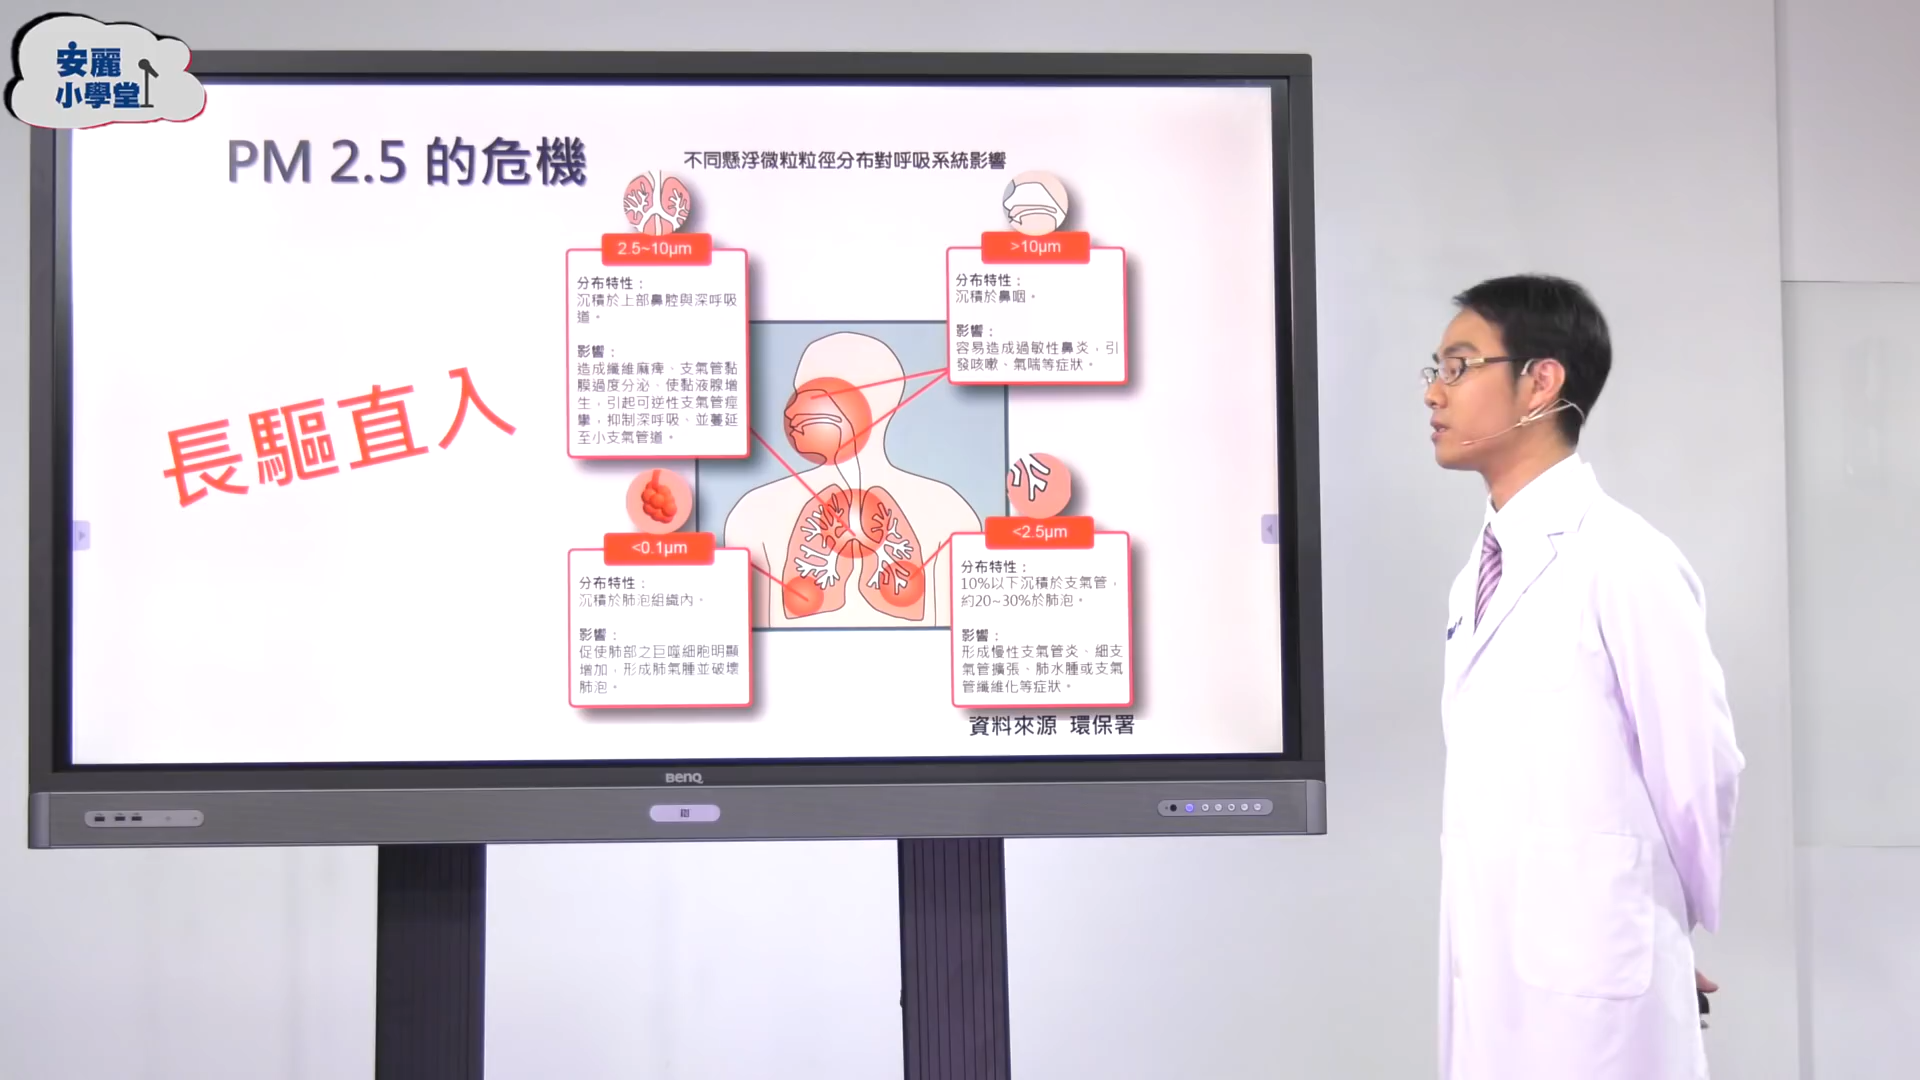 安麗
小學堂
PM 2.5 的危機
不同懸浮微粒粒徑分布對呼吸系統影響
長驅直入
2.5~10μm
分布特性：
沉積於上部鼻腔與深呼吸
道。
影響：
造成纖維麻痺、支氣管黏
膜過度分泌、使黏液腺增
生，引起可逆性支氣管痙
攣，抑制深呼吸、並蔓延
至小支氣管道。
>10μm
分布特性：
沉積於鼻咽。
影響：
容易造成過敏性鼻炎，引
發咳嗽、氣喘等症狀。
<0.1μm
分布特性：
沉積於肺泡組織內。
影響：
促使肺部之巨噬細胞明顯
增加，形成肺氣腫並破壞
肺泡。
<2.5μm
分布特性：
10%以下沉積於支氣管，
約20~30%於肺泡。
影響：
形成慢性支氣管炎、細支
氣管擴張、肺水腫或支氣
管纖維化等症狀。
資料來源 環保署
BenQ